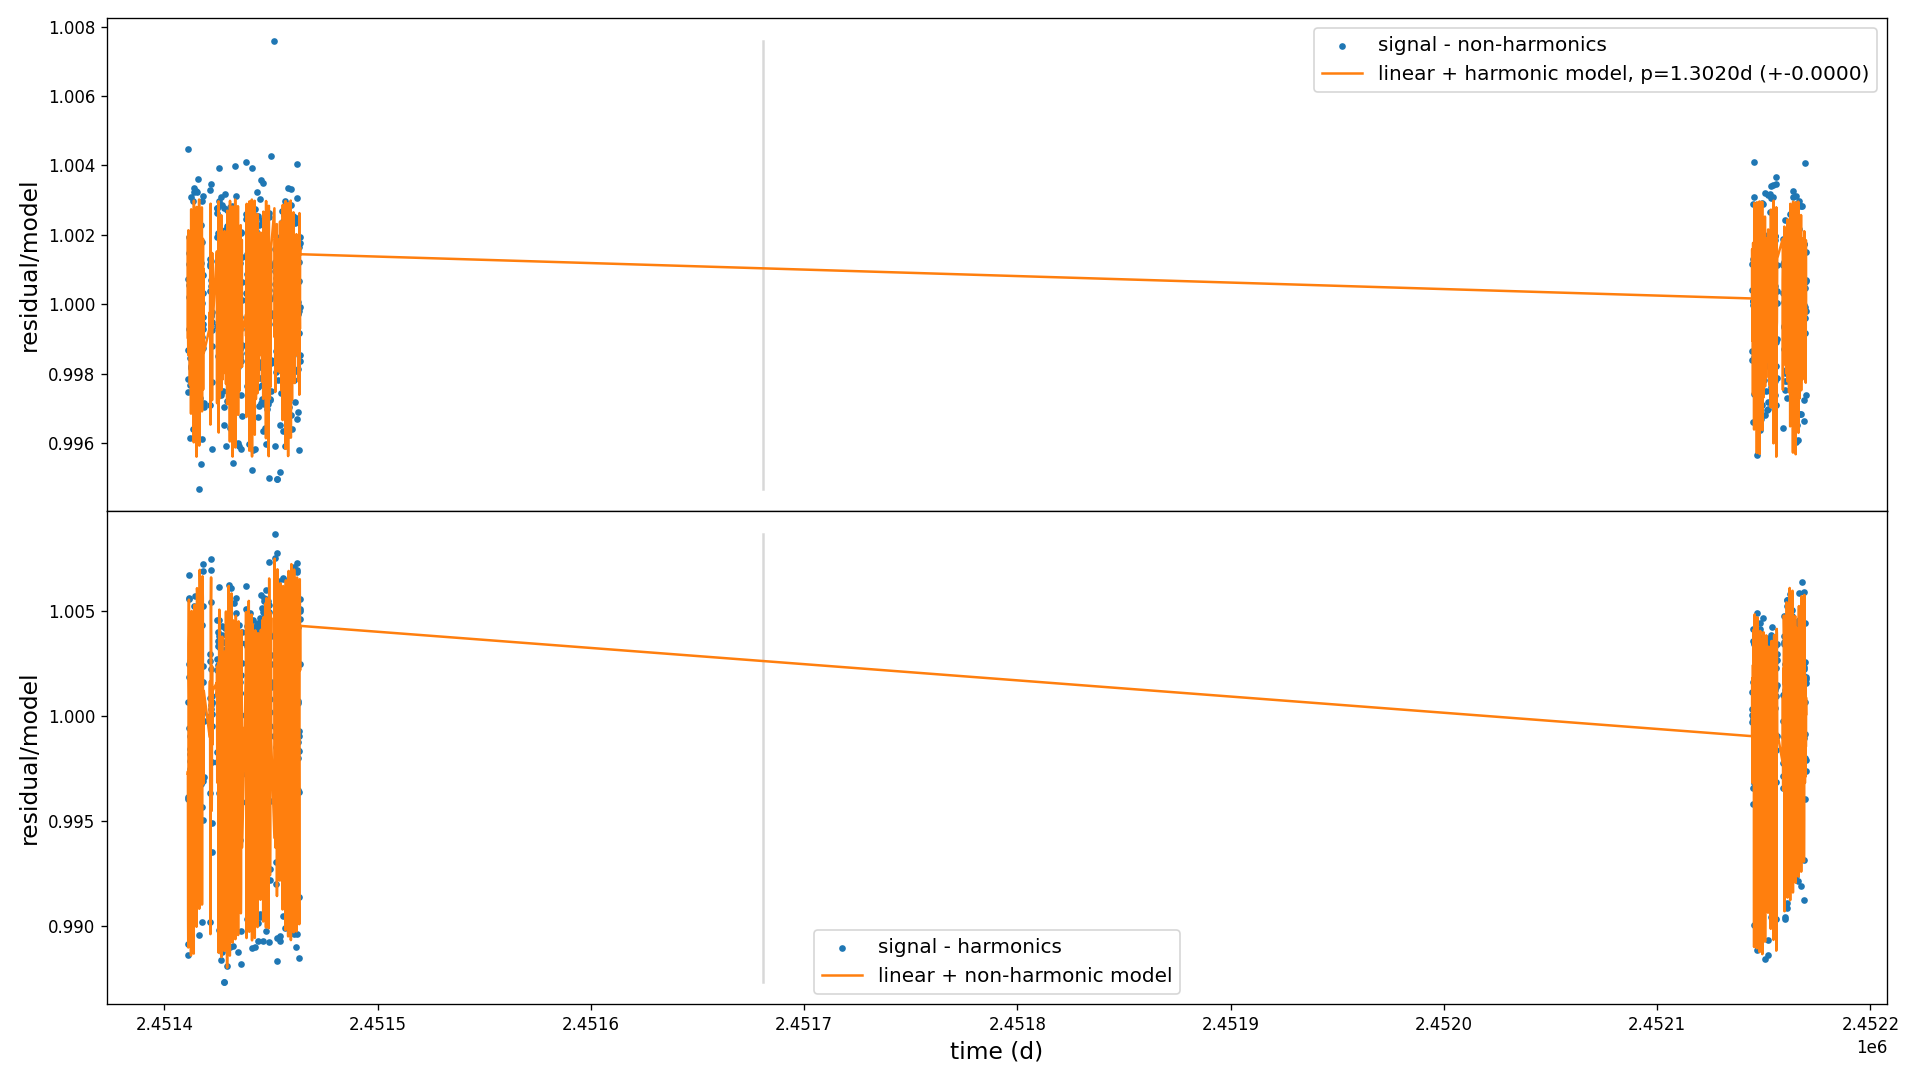 1.008
1.006
1.004
1.002
1.000
0.998
0.996
residual/model
signal - non-harmonics
linear + harmonic model, p=1.3020d (+-0.0000)
1.005
1.000
0.995
0.990
residual/model
signal - harmonics
linear + non-harmonic model
2.4514 2.4515 2.4516 2.4517 2.4518 2.4519 2.4520 2.4521 2.4522
1e6
time (d)